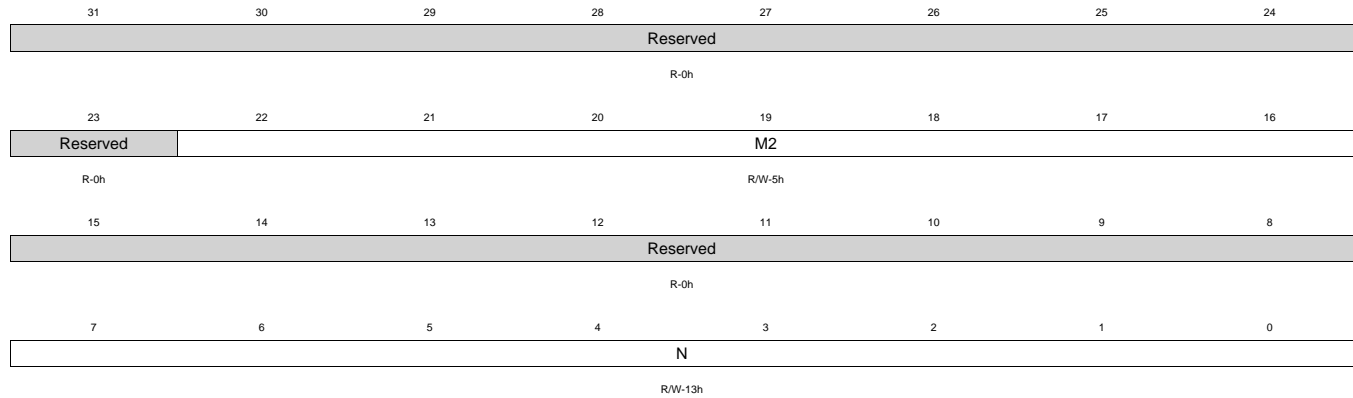 31 30 29 28 27 26 25 24
Reserved
R-0h
23 22 21 20 19 18 17 16
Reserved M2
R-0h R/W-5h
15 14 13 12 11 10 9 8
Reserved
R-0h
7 6 5 4 3 2 1 0
N
R/W-13h